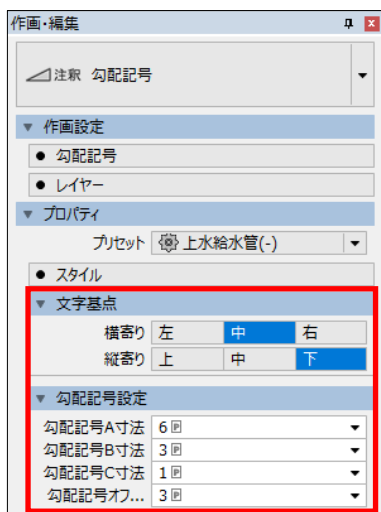 作画・編集
注釈 勾配記号
作画設定
勾配記号
レイヤー
プロパティ
プリセット 上水給水管(-)
スタイル
文字基点
横寄り 左 中 右
縦寄り 上 中 下
勾配記号設定
勾配記号A寸法 6 P
勾配記号B寸法 3 P
勾配記号C寸法 1 P
勾配記号オフ... 3 P